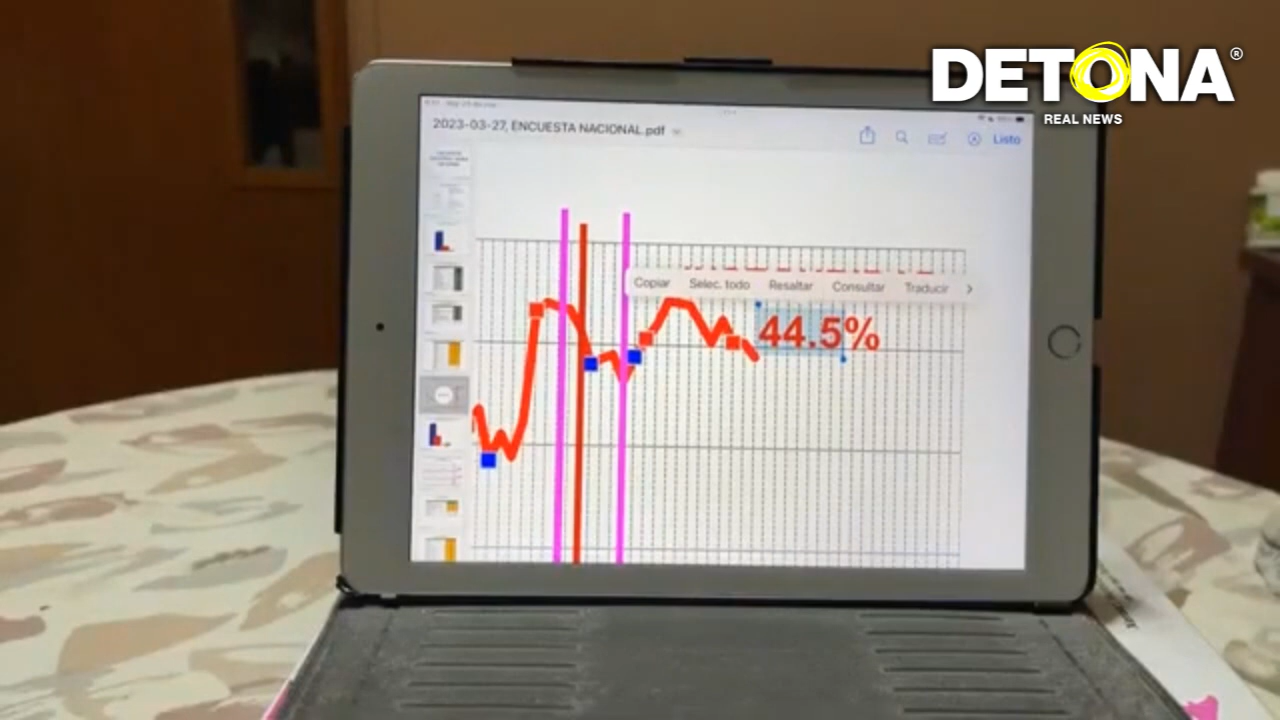 DETONA®
REAL NEWS
2023-03-27, ENCUESTA NACIONAL.pdf
Listo
Copiar Selec. todo Resaltar Consultar Traducir
44.5%